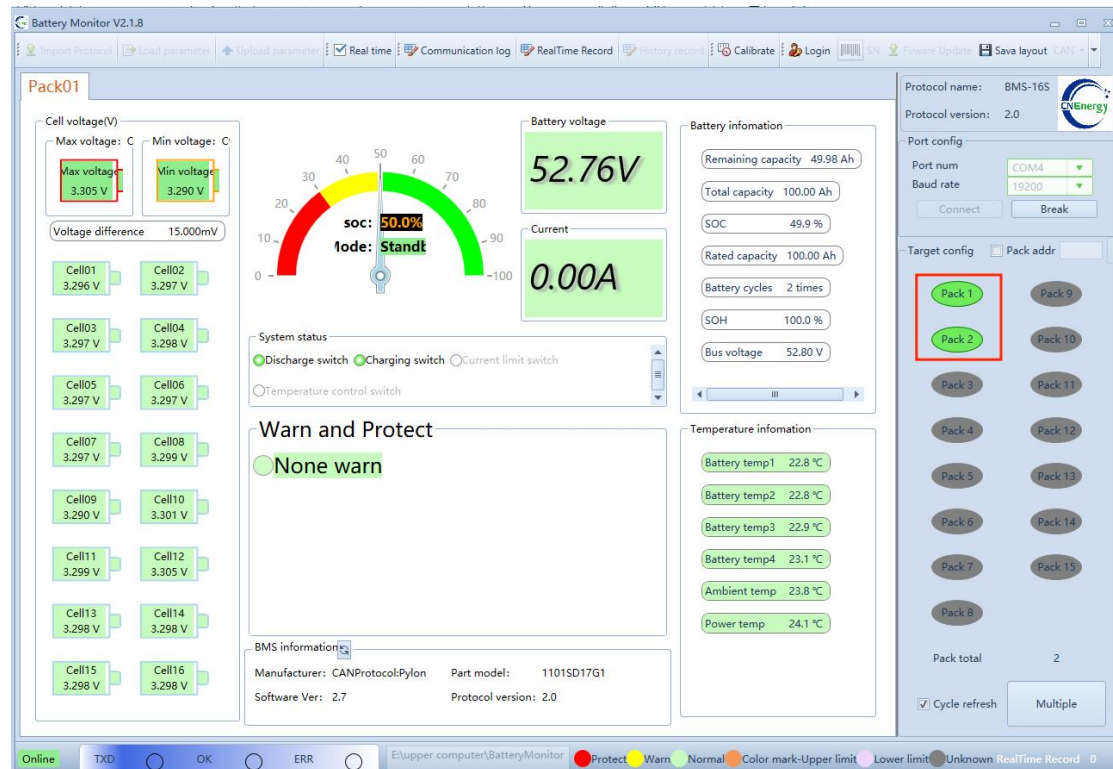 Battery Monitor V2.1.8
Import Protocol Load parameter Upload parameter Real time Communication log RealTime Record History record Calibrate Login SN Firware Update Sava layout CAN
Pack01
Cell voltage(V)
Max voltage: C Min voltage: C
Max voltage Min voltage
3.305 V 3.290 V
Voltage difference 15.000mV
Cell01 Cell02
3.296 V 3.297 V
Cell03 Cell04
3.297 V 3.298 V
Cell05 Cell06
3.297 V 3.297 V
Cell07 Cell08
3.297 V 3.299 V
Cell09 Cell10
3.290 V 3.301 V
Cell11 Cell12
3.299 V 3.305 V
Cell13 Cell14
3.298 V 3.298 V
Cell15 Cell16
3.298 V 3.298 V
0 10 20 30 40 50 60 70 80 90 100
soc: 50.0%
Mode: Standb
Battery voltage
52.76V
Current
0.00A
System status
Discharge switch Charging switch Current limit switch
Temperature control switch
Warn and Protect
None warn
BMS information
Manufacturer: CANProtocol:Pylon Part model: 1101SD17G1
Software Ver: 2.7 Protocol version: 2.0
Battery infomation
Remaining capacity 49.98 Ah
Total capacity 100.00 Ah
SOC 49.9 %
Rated capacity 100.00 Ah
Battery cycles 2 times
SOH 100.0 %
Bus voltage 52.80 V
Temperature infomation
Battery temp1 22.8 ℃
Battery temp2 22.8 ℃
Battery temp3 22.9 ℃
Battery temp4 23.1 ℃
Ambient temp 23.8 ℃
Power temp 24.1 ℃
Protocol name: BMS-16S
Protocol version: 2.0
CNEnergy
Port config
Port num COM4
Baud rate 19200
Connect Break
Target config Pack addr
Pack 1 Pack 9
Pack 2 Pack 10
Pack 3 Pack 11
Pack 4 Pack 12
Pack 5 Pack 13
Pack 6 Pack 14
Pack 7 Pack 15
Pack 8
Pack total 2
Cycle refresh Multiple
Online TXD OK ERR E:\upper computer\BatteryMonitor Protect Warn Normal Color mark-Upper limit Lower limit Unknown RealTime Record 0